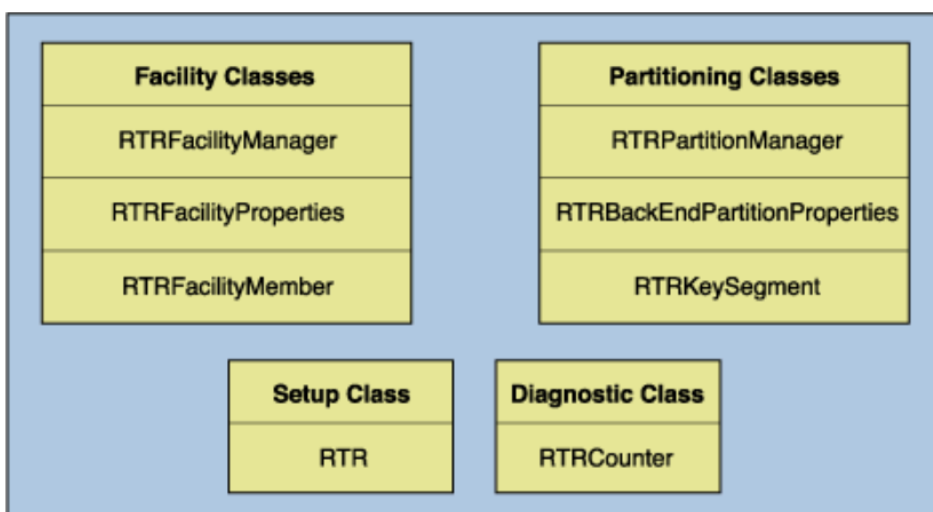 Facility Classes
RTRFacilityManager
RTRFacilityProperties
RTRFacilityMember
Partitioning Classes
RTRPartitionManager
RTRBackEndPartitionProperties
RTRKeySegment
Setup Class
RTR
Diagnostic Class
RTRCounter